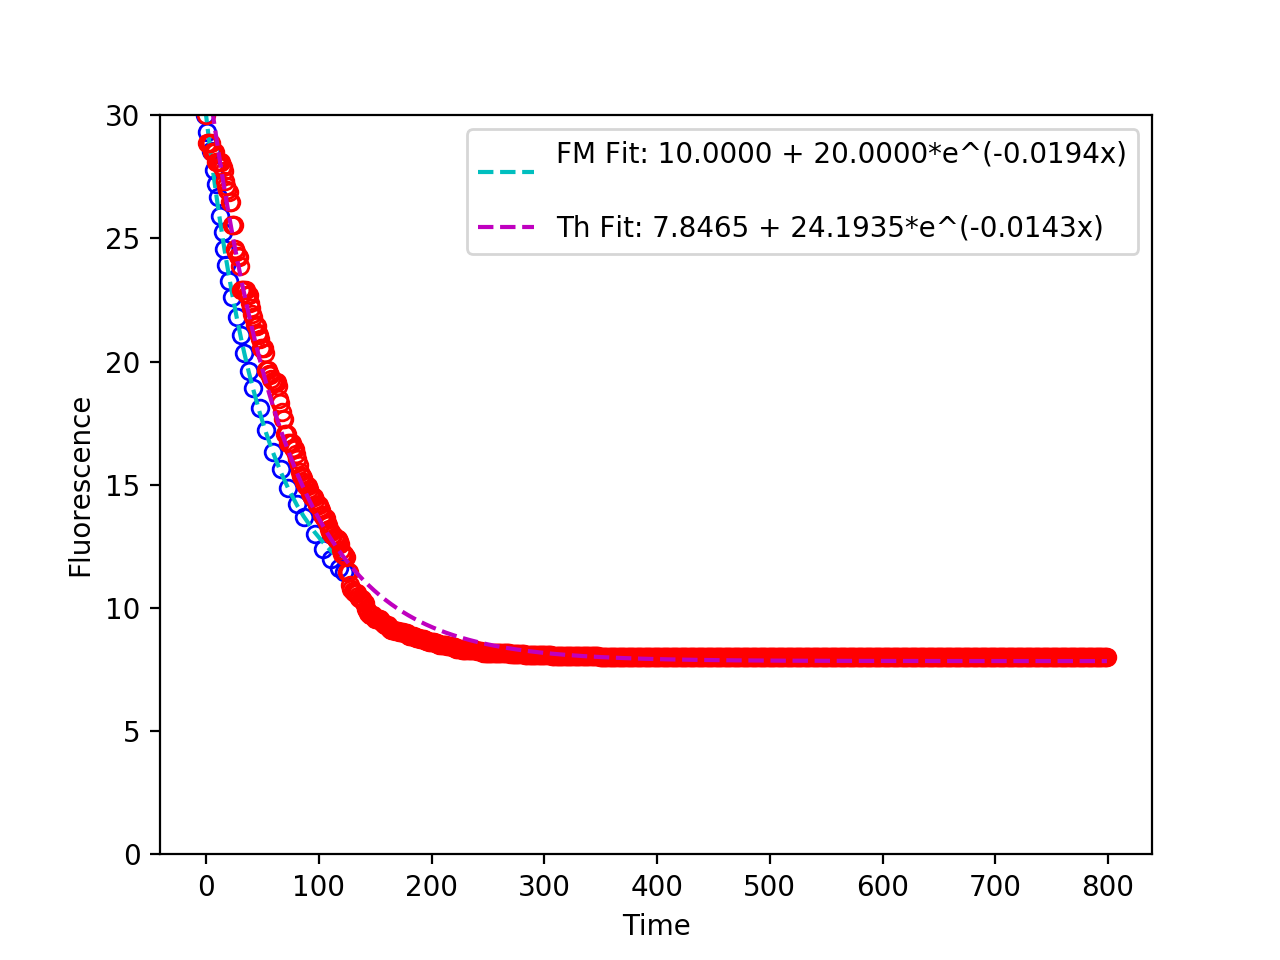 FM Fit: 10.0000 + 20.0000*e^(-0.0194x)
Th Fit: 7.8465 + 24.1935*e^(-0.0143x)
30
25
20
15
10
5
0
Fluorescence
0 100 200 300 400 500 600 700 800
Time